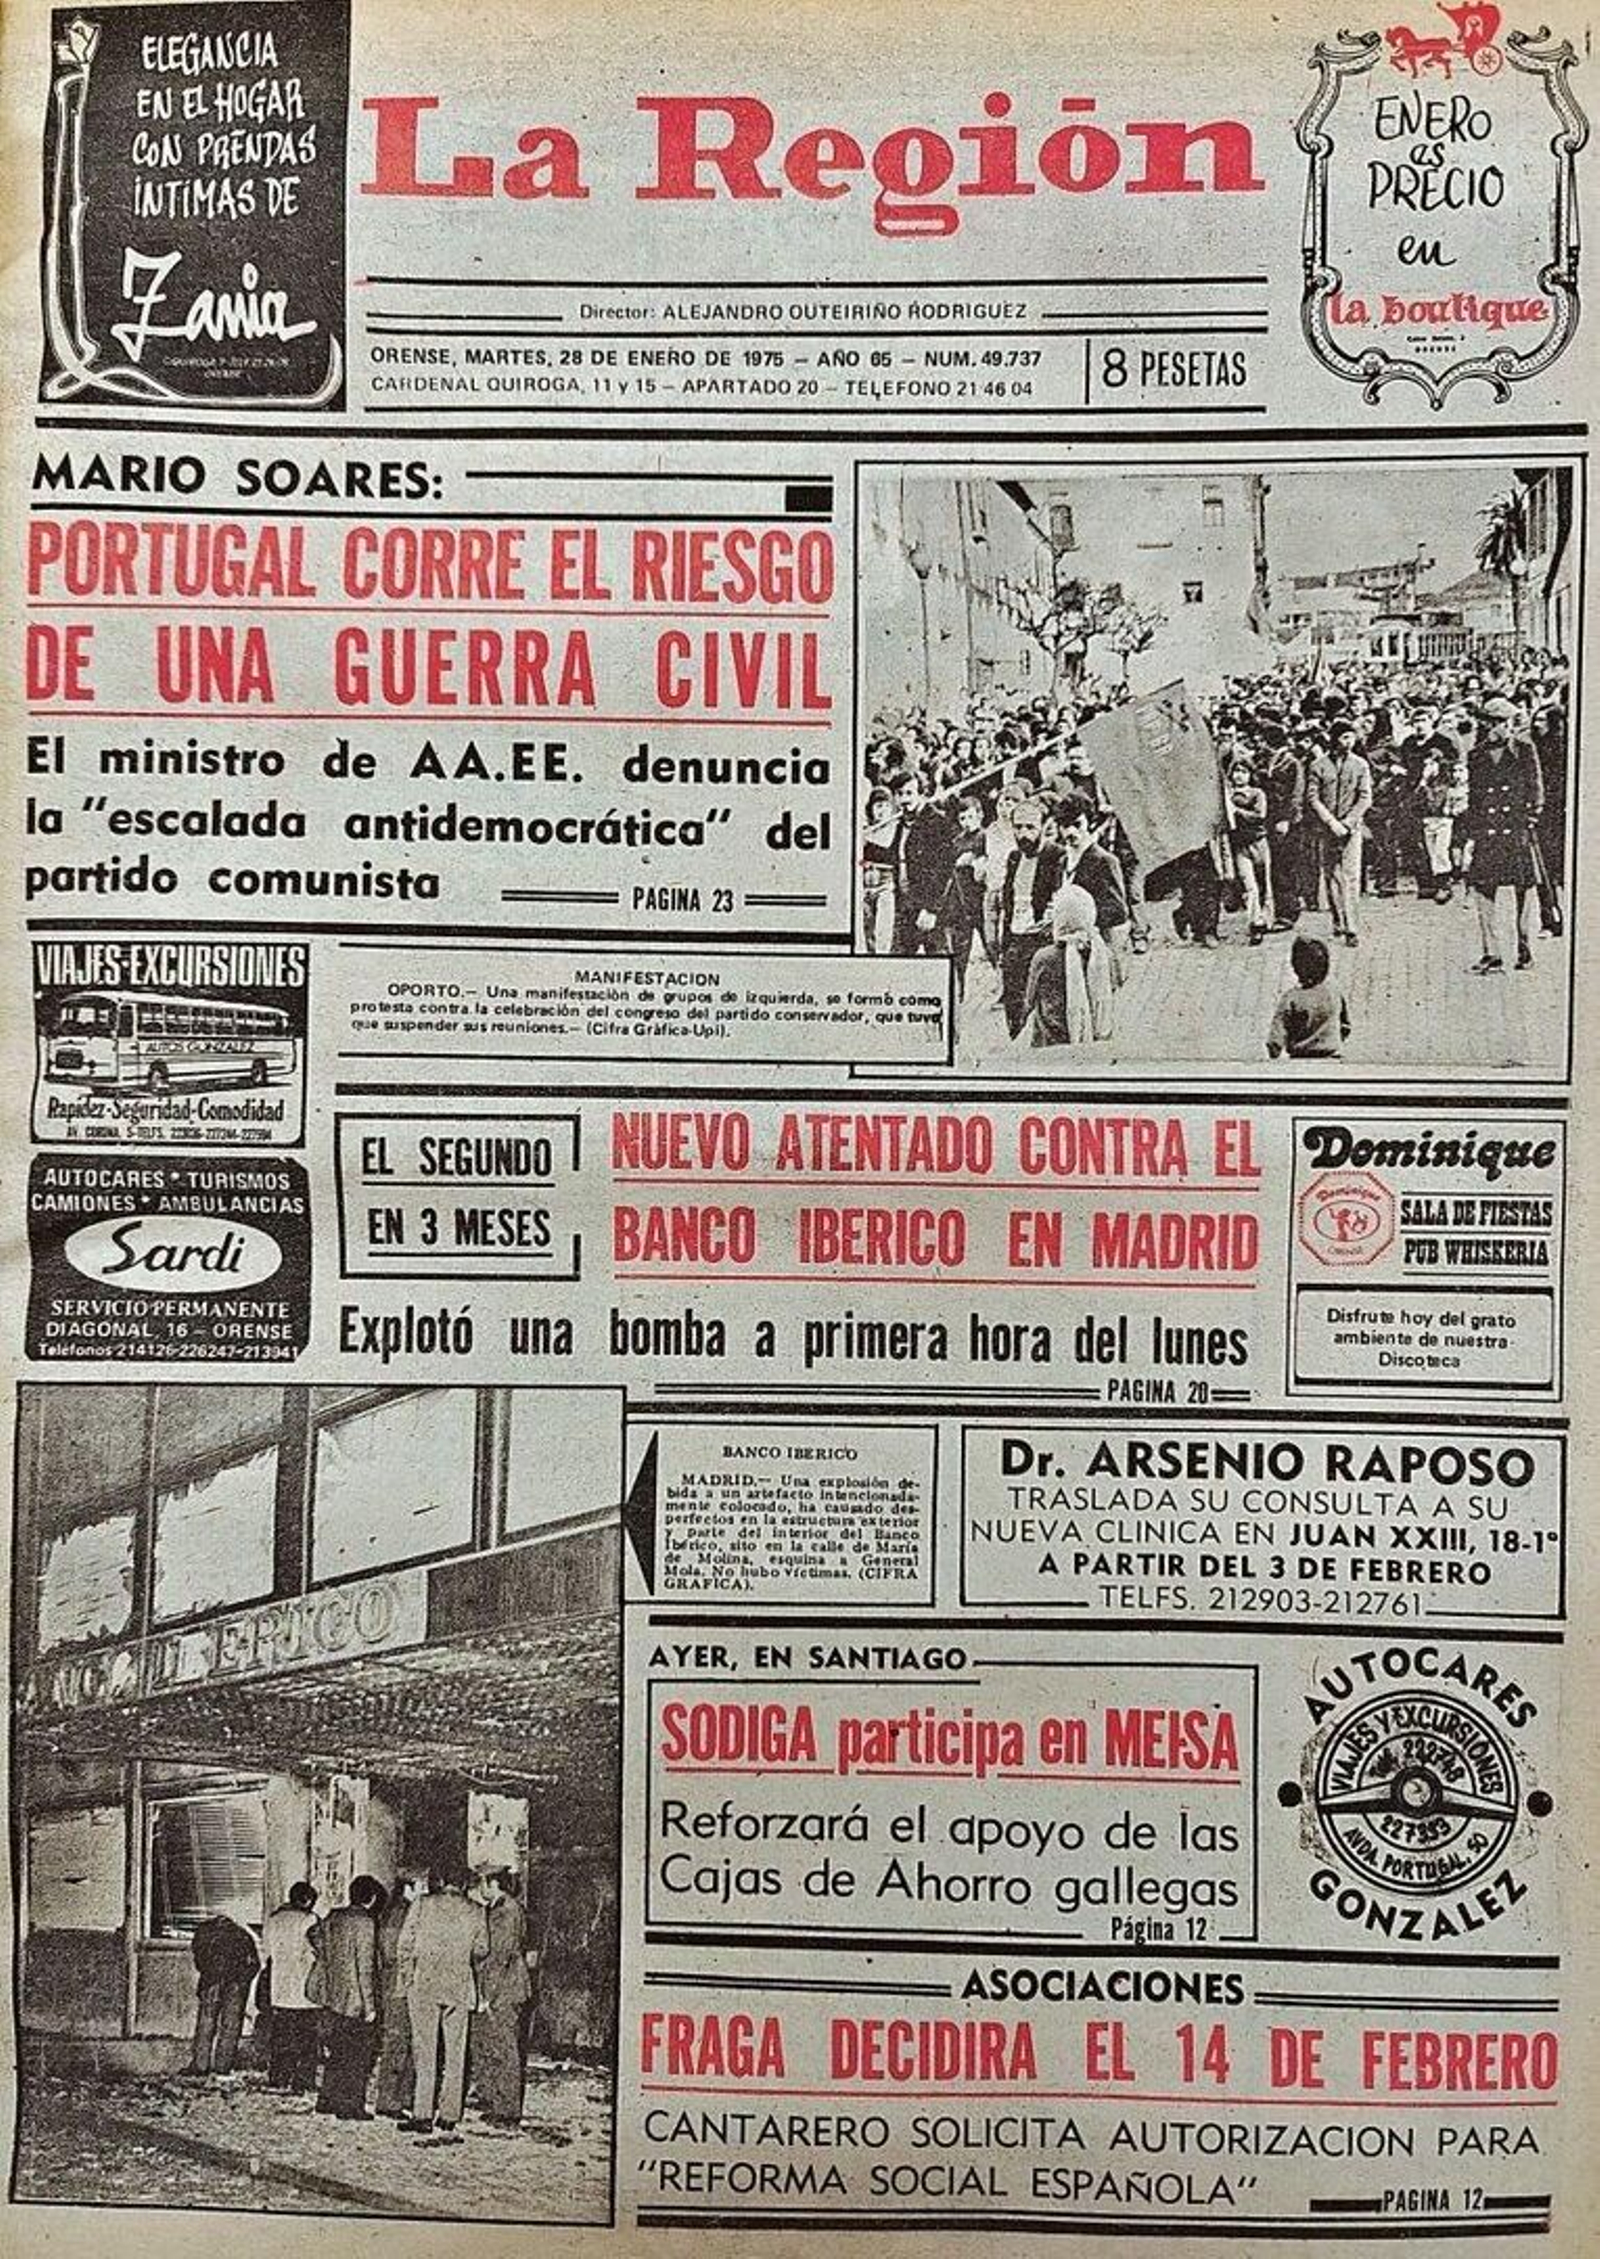 ELEGANCIA
EN EL HOGAR
CON PRENDAS
INTIMAS DE
Zania
ORENSE
La Región
Director: ALEJANDRO OUTEIRIÑO RODRIGUEZ
ORENSE, MARTES, 28 DE ENERO DE 1975 — AÑO 65 — NUM. 49.737
CARDENAL QUIROGA, 11 y 15 — APARTADO 20 — TELEFONO 21 46 04
8 PESETAS
ENERO
es
PRECIO
en
la boutique
ORENSE
MARIO SOARES:
PORTUGAL CORRE EL RIESGO
DE UNA GUERRA CIVIL
El ministro de AA.EE. denuncia
la "escalada antidemocrática" del
partido comunista
PAGINA 23
MANIFESTACION
OPORTO.— Una manifestación de grupos de izquierda, se formó como
protesta contra la celebración del congreso del partido conservador, que tuvo
que suspender sus reuniones.— (Cifra Gráfica-Upi).
VIAJES-EXCURSIONES
AUTOS GONZALEZ
Rapidez-Seguridad-Comodidad
AUTOCARES * TURISMOS
CAMIONES * AMBULANCIAS
Sardi
SERVICIO PERMANENTE
DIAGONAL, 16 — ORENSE
Teléfonos 214126-226247-213941
EL SEGUNDO
EN 3 MESES
NUEVO ATENTADO CONTRA EL
BANCO IBERICO EN MADRID
Explotó una bomba a primera hora del lunes
PAGINA 20
Dominique
Dominique
ORENSE
SALA DE FIESTAS
PUB WHISKERIA
Disfrute hoy del grato
ambiente de nuestra
Discoteca
IBERICO
BANCO IBERICO
MADRID.— Una explosión de-
bida a un artefacto intencionada-
mente colocado, ha causado des-
perfectos en la estructura exterior
y parte del interior del Banco
Ibérico, sito en la calle de María
de Molina, esquina a General
Mola. No hubo víctimas. (CIFRA
GRAFICA).
Dr. ARSENIO RAPOSO
TRASLADA SU CONSULTA A SU
NUEVA CLINICA EN JUAN XXIII, 18-1º
A PARTIR DEL 3 DE FEBRERO
TELFS. 212903-212761
AYER, EN SANTIAGO
SODIGA participa en MEISA
Reforzará el apoyo de las
Cajas de Ahorro gallegas
Página 12
AUTOCARES
VIAJES Y EXCURSIONES
222748
227393
AVDA. PORTUGAL, 50
GONZALEZ
ASOCIACIONES
FRAGA DECIDIRA EL 14 DE FEBRERO
CANTARERO SOLICITA AUTORIZACION PARA
"REFORMA SOCIAL ESPAÑOLA"
PAGINA 12